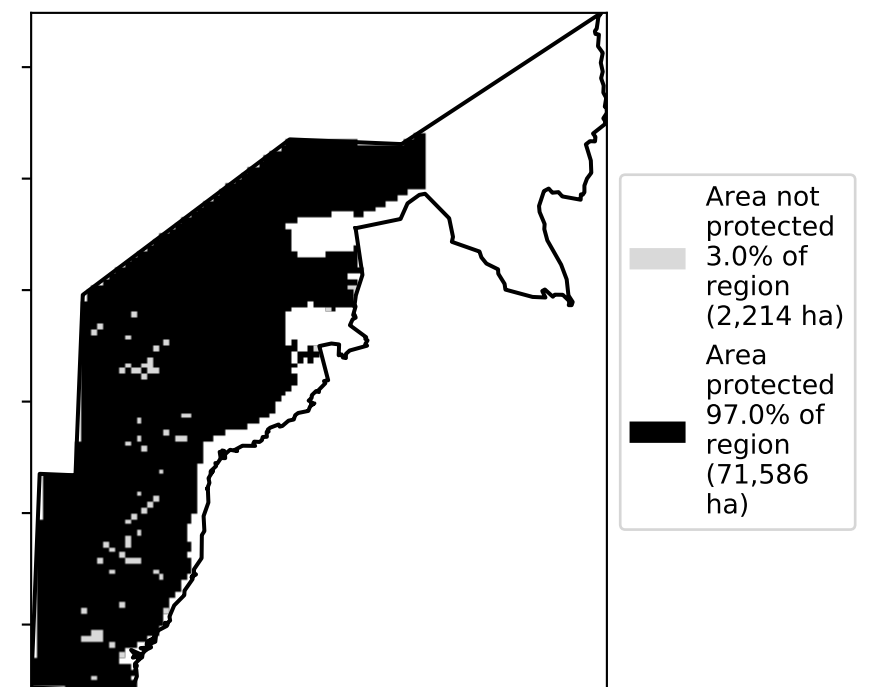 Area not
protected
3.0% of
region
(2,214 ha)
Area
protected
97.0% of
region
(71,586
ha)